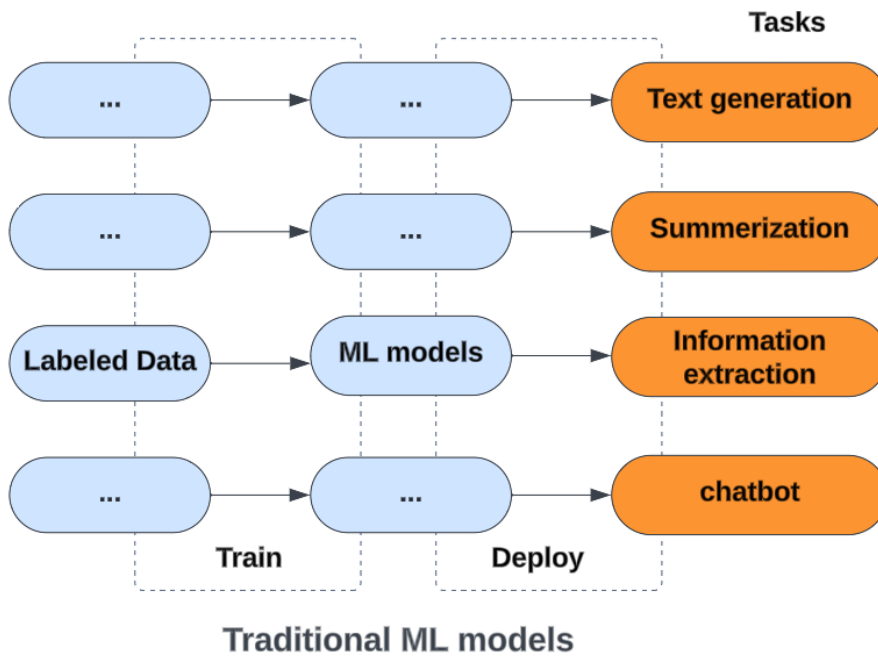 Tasks
... ... Text generation
... ... Summerization
Labeled Data ML models Information
extraction
... ... chatbot
Train Deploy
Traditional ML models